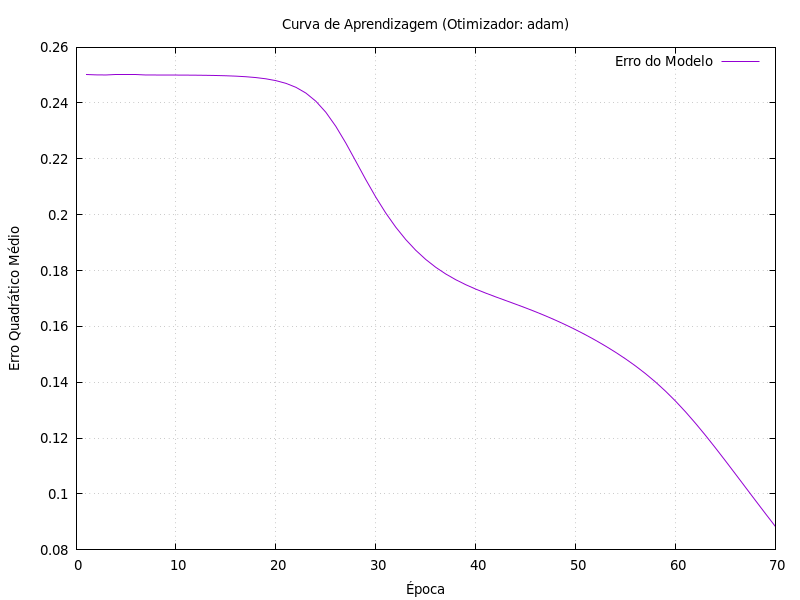 Curva de Aprendizagem (Otimizador: adam)
Erro do Modelo
0.26
0.24
0.22
0.2
0.18
0.16
0.14
0.12
0.1
0.08
Erro Quadrático Médio
0 10 20 30 40 50 60 70
Época